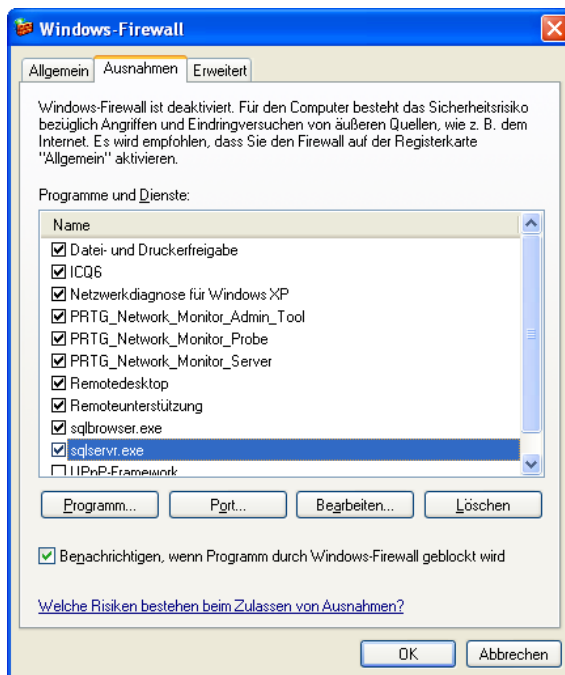 Windows-Firewall
Allgemein Ausnahmen Erweitert
Windows-Firewall ist deaktiviert. Für den Computer besteht das Sicherheitsrisiko
bezüglich Angriffen und Eindringversuchen von äußeren Quellen, wie z. B. dem
Internet. Es wird empfohlen, dass Sie den Firewall auf der Registerkarte
"Allgemein" aktivieren.
Programme und Dienste:
Name
Datei- und Druckerfreigabe
ICQ6
Netzwerkdiagnose für Windows XP
PRTG_Network_Monitor_Admin_Tool
PRTG_Network_Monitor_Probe
PRTG_Network_Monitor_Server
Remotedesktop
Remoteunterstützung
sqlbrowser.exe
sqlservr.exe
UPnP-Framework
Programm... Port... Bearbeiten... Löschen
Benachrichtigen, wenn Programm durch Windows-Firewall geblockt wird
Welche Risiken bestehen beim Zulassen von Ausnahmen?
OK Abbrechen